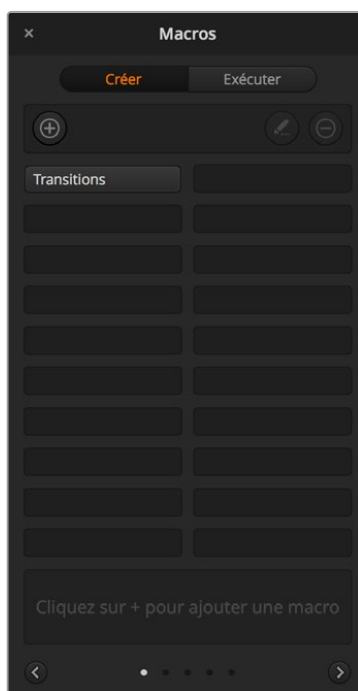 Macros
Créer
Exécuter
Transitions
Cliquez sur + pour ajouter une macro